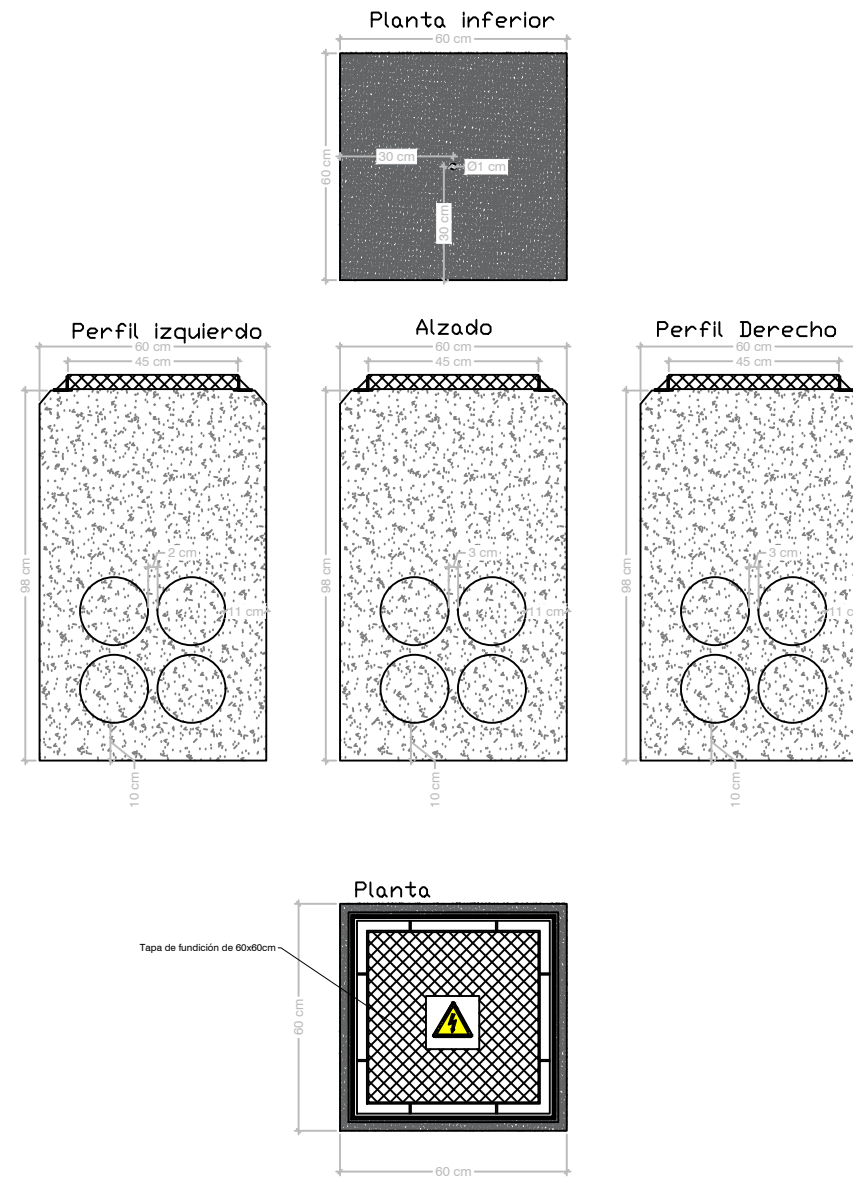 Planta inferior
60 cm
60 cm
30 cm
Ø1 cm
30 cm
Perfil izquierdo
60 cm
45 cm
98 cm
2 cm
11 cm
10 cm
Alzado
60 cm
45 cm
98 cm
3 cm
11 cm
10 cm
Perfil Derecho
60 cm
45 cm
98 cm
3 cm
11 c
10 cm
Planta
Tapa de fundición de 60x60cm
60 cm
60 cm